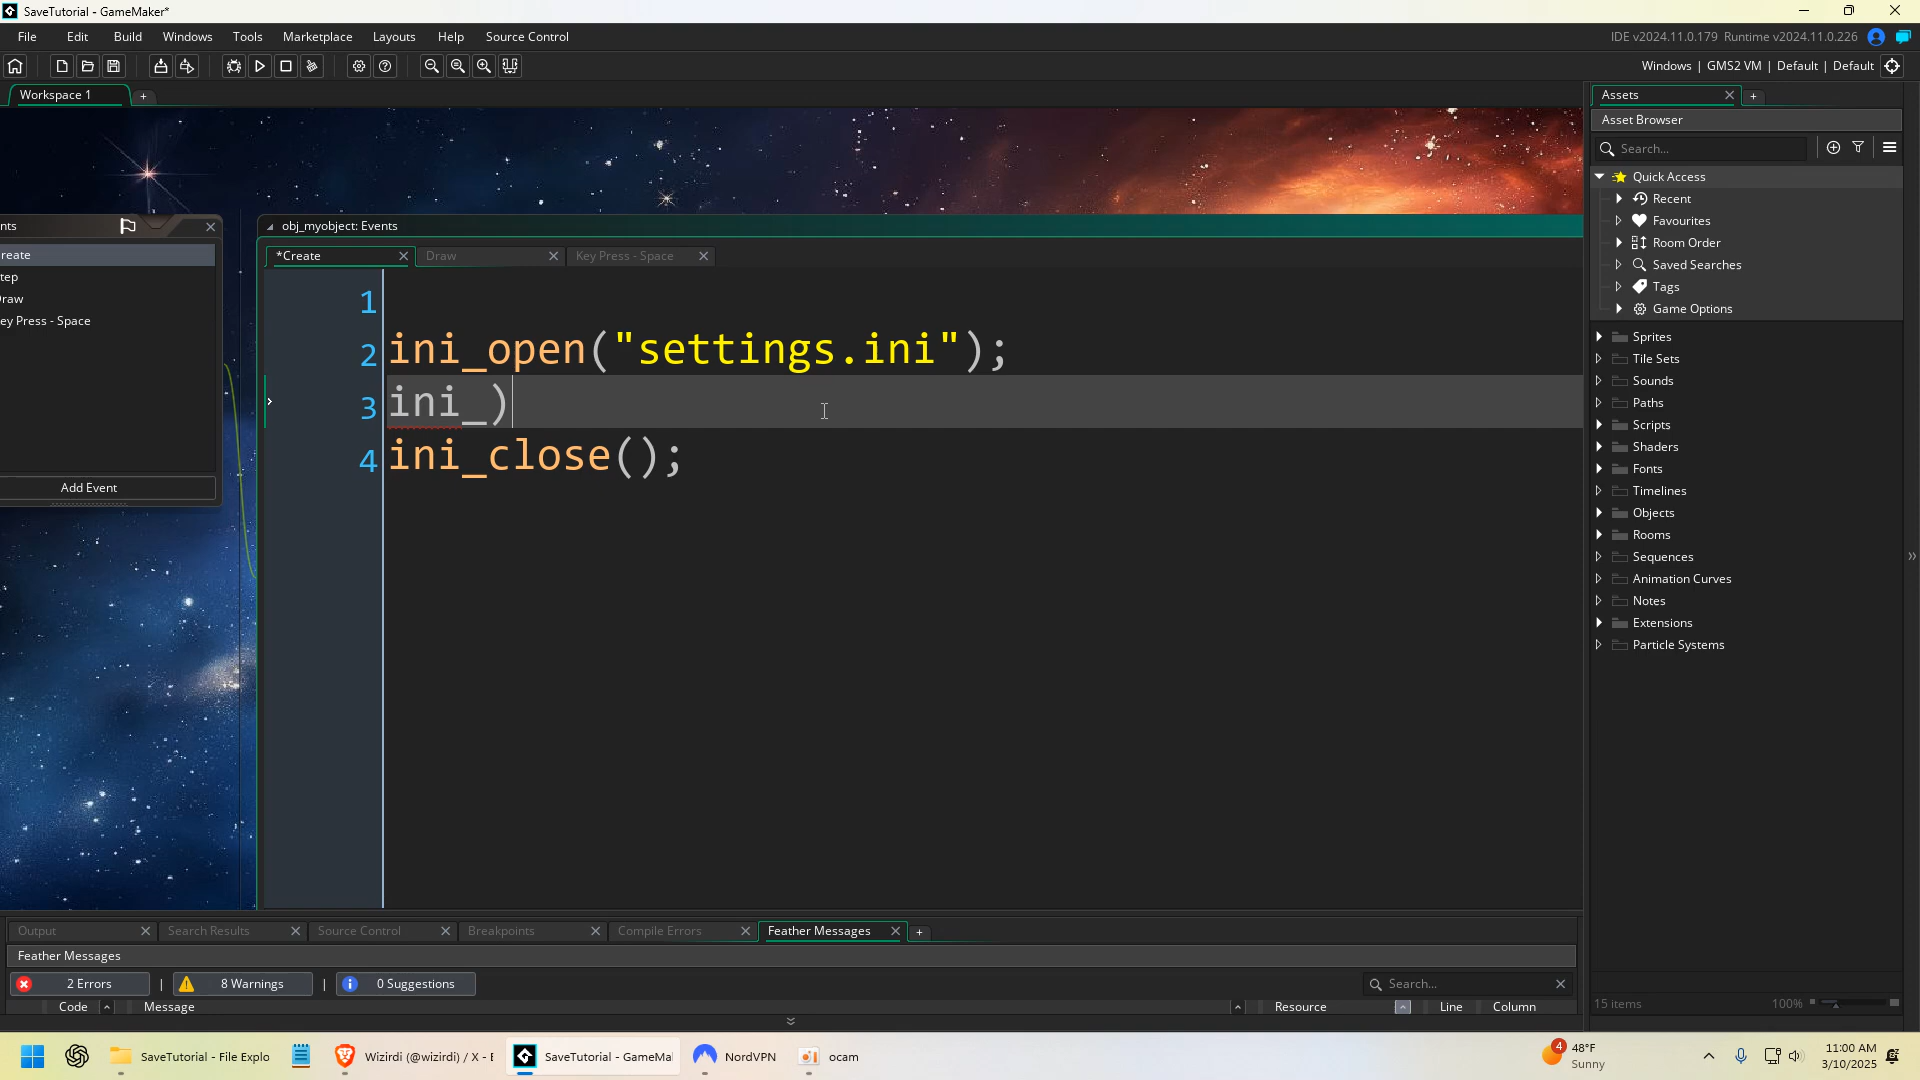 SaveTutorial - GameMaker*
File Edit Build Windows Tools Marketplace Layouts Help Source Control
IDE v2024.11.0.179 Runtime v2024.11.0.226
Windows | GMS2 VM | Default | Default
Workspace 1
Assets
Asset Browser
Search...
Quick Access
Recent
Favourites
Room Order
Saved Searches
Tags
Game Options
Sprites
Tile Sets
Sounds
Paths
Scripts
Shaders
Fonts
Timelines
Objects
Rooms
Sequences
Animation Curves
Notes
Extensions
Particle Systems
15 items 100%
nts
reate
tep
raw
ey Press - Space
Add Event
obj_myobject: Events
*Create Draw Key Press - Space
1
2 ini_open("settings.ini");
3 ini_)
4 ini_close();
Output Search Results Source Control Breakpoints Compile Errors Feather Messages
Feather Messages
2 Errors | 8 Warnings | 0 Suggestions
Search...
Code Message Resource Line Column
SaveTutorial - File Explo
Wizirdi (@wizirdi) / X - E
SaveTutorial - GameMal
NordVPN
ocam
4
48°F
Sunny
11:00 AM
3/10/2025